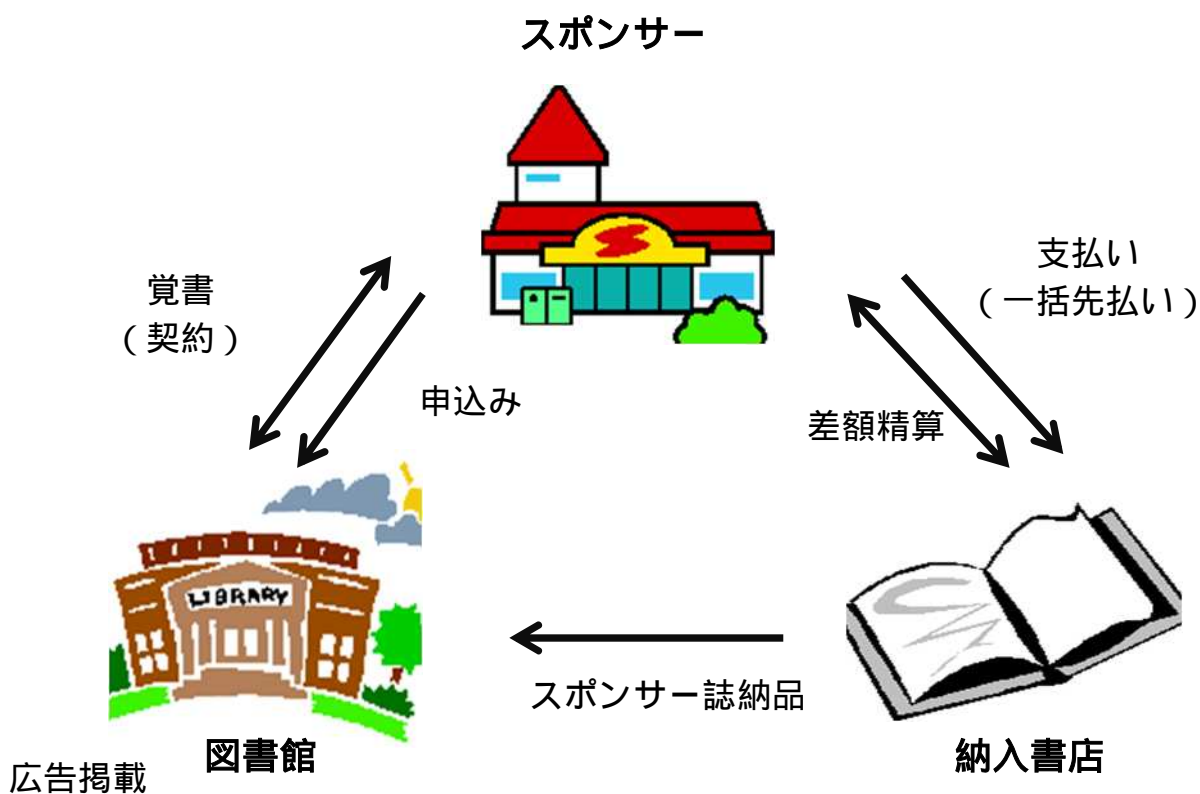 スポンサー
覚書
（契約）
支払い
（一括先払い）
申込み
差額精算
LIBRARY
スポンサー誌納品
図書館
納入書店
広告掲載